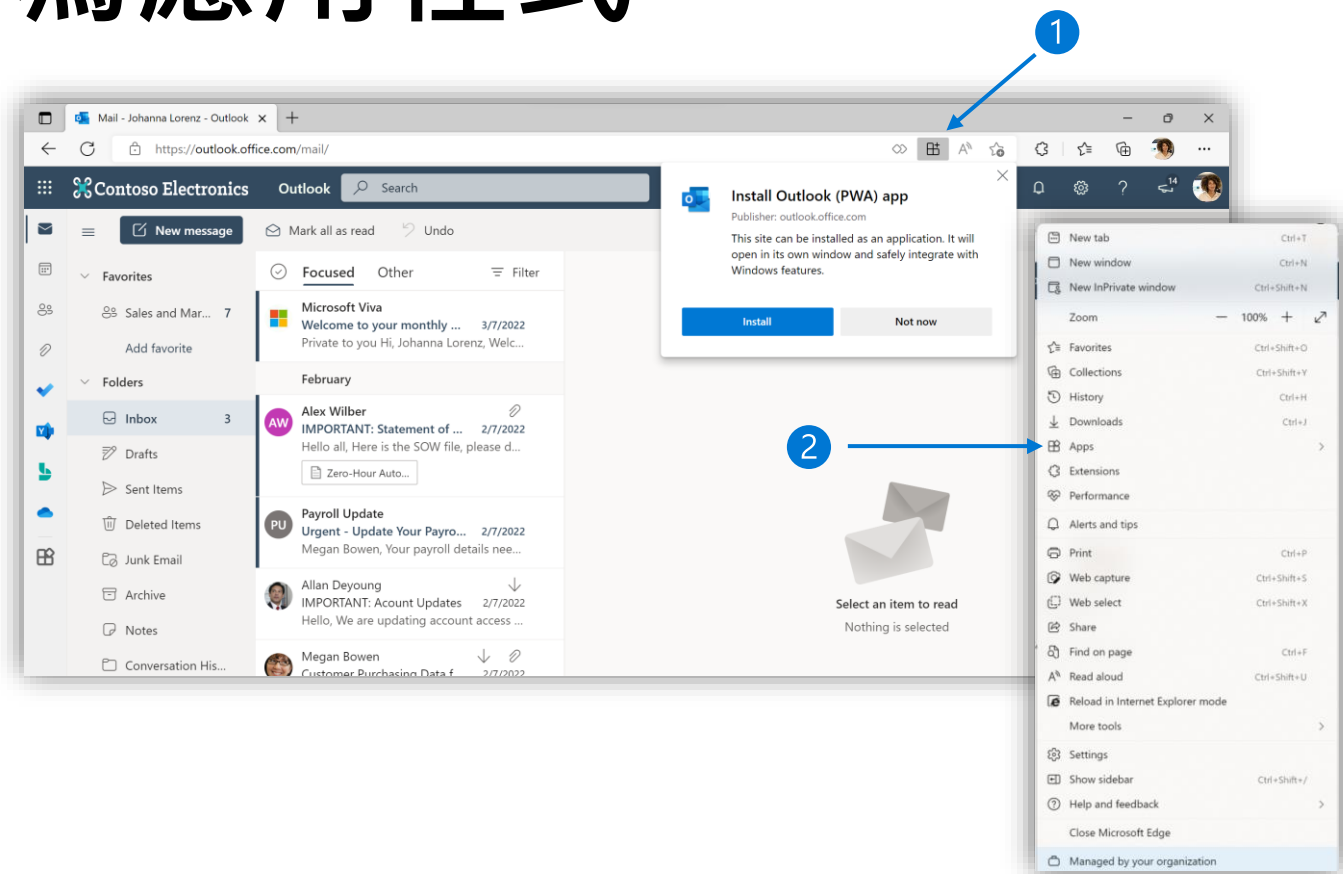 為應用程式
1
Mail - Johanna Lorenz - Outlook
https://outlook.office.com/mail/
Contoso Electronics
Outlook
Search
14
Install Outlook (PWA) app
Publisher: outlook.office.com
This site can be installed as an application. It will
open in its own window and safely integrate with
Windows features.
Install
Not now
New message
Mark all as read
Undo
Favorites
Sales and Mar... 7
Add favorite
Folders
Inbox 3
Drafts
Sent Items
Deleted Items
Junk Email
Archive
Notes
Conversation His...
Focused
Other
Filter
Microsoft Viva
Welcome to your monthly ... 3/7/2022
Private to you Hi, Johanna Lorenz, Welc...
February
AW
Alex Wilber
IMPORTANT: Statement of ... 2/7/2022
Hello all, Here is the SOW file, please d...
Zero-Hour Auto...
PU
Payroll Update
Urgent - Update Your Payro... 2/7/2022
Megan Bowen, Your payroll details nee...
Allan Deyoung
IMPORTANT: Acount Updates 2/7/2022
Hello, We are updating account access ...
Megan Bowen
Customer Purchasing Data f... 2/7/2022
Select an item to read
Nothing is selected
2
New tab Ctrl+T
New window Ctrl+N
New InPrivate window Ctrl+Shift+N
Zoom 100%
Favorites Ctrl+Shift+O
Collections Ctrl+Shift+Y
History Ctrl+H
Downloads Ctrl+J
Apps
Extensions
Performance
Alerts and tips
Print Ctrl+P
Web capture Ctrl+Shift+S
Web select Ctrl+Shift+X
Share
Find on page Ctrl+F
Read aloud Ctrl+Shift+U
Reload in Internet Explorer mode
More tools
Settings
Show sidebar Ctrl+Shift+/
Help and feedback
Close Microsoft Edge
Managed by your organization